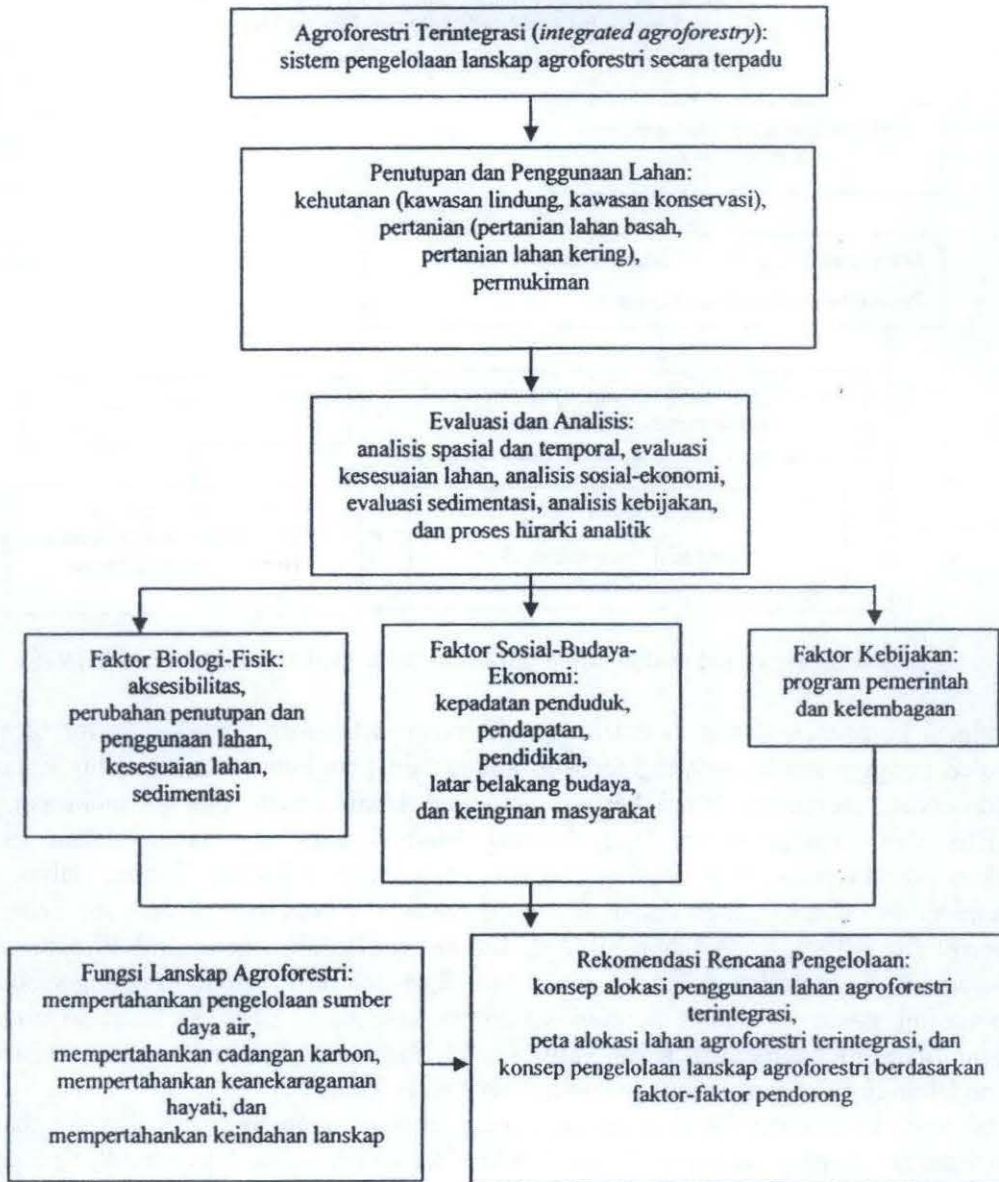 Agroforestri Terintegrasi (integrated agroforestry):
sistem pengelolaan lanskap agroforestri secara terpadu
Penutupan dan Penggunaan Lahan:
kehutanan (kawasan lindung, kawasan konservasi),
pertanian (pertanian lahan basah,
pertanian lahan kering),
permukiman
Evaluasi dan Analisis:
analisis spasial dan temporal, evaluasi
kesesuaian lahan, analisis sosial-ekonomi,
evaluasi sedimentasi, analisis kebijakan,
dan proses hirarki analitik
Faktor Biologi-Fisik:
aksesibilitas,
perubahan penutupan dan
penggunaan lahan,
kesesuaian lahan,
sedimentasi
Faktor Sosial-Budaya-
Ekonomi:
kepadatan penduduk,
pendapatan,
pendidikan,
latar belakang budaya,
dan keinginan masyarakat
Faktor Kebijakan:
program pemerintah
dan kelembagaan
Fungsi Lanskap Agroforestri:
mempertahankan pengelolaan sumber
daya air,
mempertahankan cadangan karbon,
mempertahankan keanekaragaman
hayati, dan
mempertahankan keindahan lanskap
Rekomendasi Rencana Pengelolaan:
konsep alokasi penggunaan lahan agroforestri
terintegrasi,
peta alokasi lahan agroforestri terintegrasi, dan
konsep pengelolaan lanskap agroforestri berdasarkan
faktor-faktor pendorong